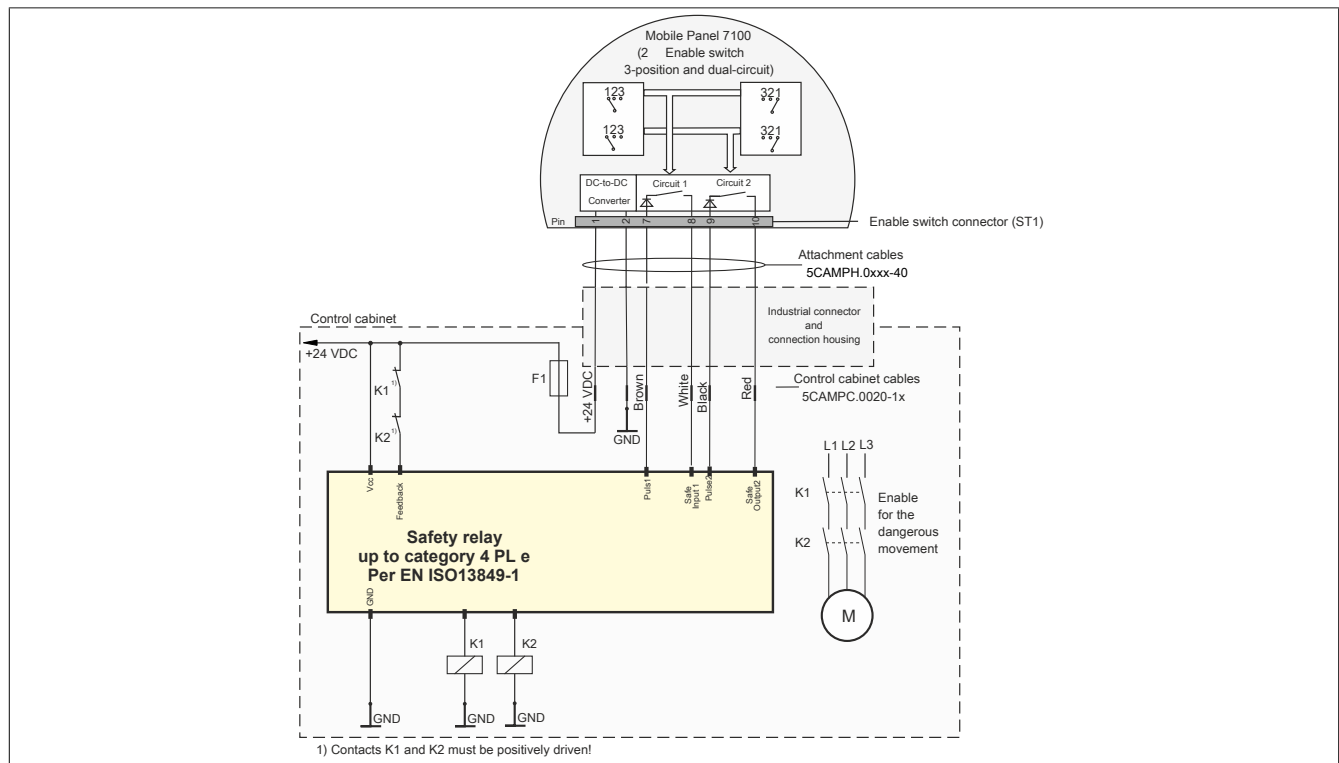 Mobile Panel 7100
(2 Enable switch
3-position and dual-circuit)
123
321
123
321
DC-to-DC
Converter
Circuit 1
Circuit 2
Pin
1
2
7
8
9
10
Enable switch connector (ST1)
Attachment cables
5CAMPH.0xxx-40
Industrial connector
and
connection housing
Control cabinet
+24 VDC
K1
1)
K2
1)
F1
+24 VDC
GND
Brown
White
Black
Red
Control cabinet cables
5CAMPC.0020-1x
Vcc
Feedback
Puls1
Safe
Input 1
Pulse2
Safe
Output2
Safety relay
up to category 4 PL e
Per EN ISO13849-1
GND
L1 L2 L3
K1
K2
Enable
for the
dangerous
movement
M
K1
K2
GND
GND
GND
1) Contacts K1 and K2 must be positively driven!